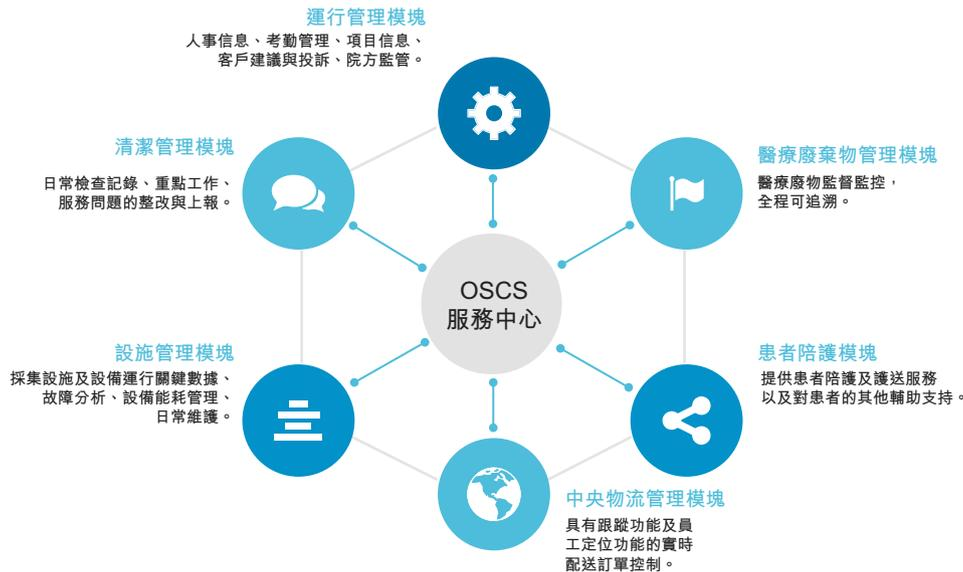 運行管理模塊
人事信息、考勤管理、項目信息、
客戶建議與投訴、院方監管。
清潔管理模塊
日常檢查記錄、重點工作、
服務問題的整改與上報。
醫療廢棄物管理模塊
醫療廢物監督監控，
全程可追溯。
OSCS
服務中心
設施管理模塊
採集設施及設備運行關鍵數據、
故障分析、設備能耗管理、
日常維護。
患者陪護模塊
提供患者陪護及護送服務
以及對患者的其他輔助支持。
中央物流管理模塊
具有跟蹤功能及員
工定位功能的實時
配送訂單控制。